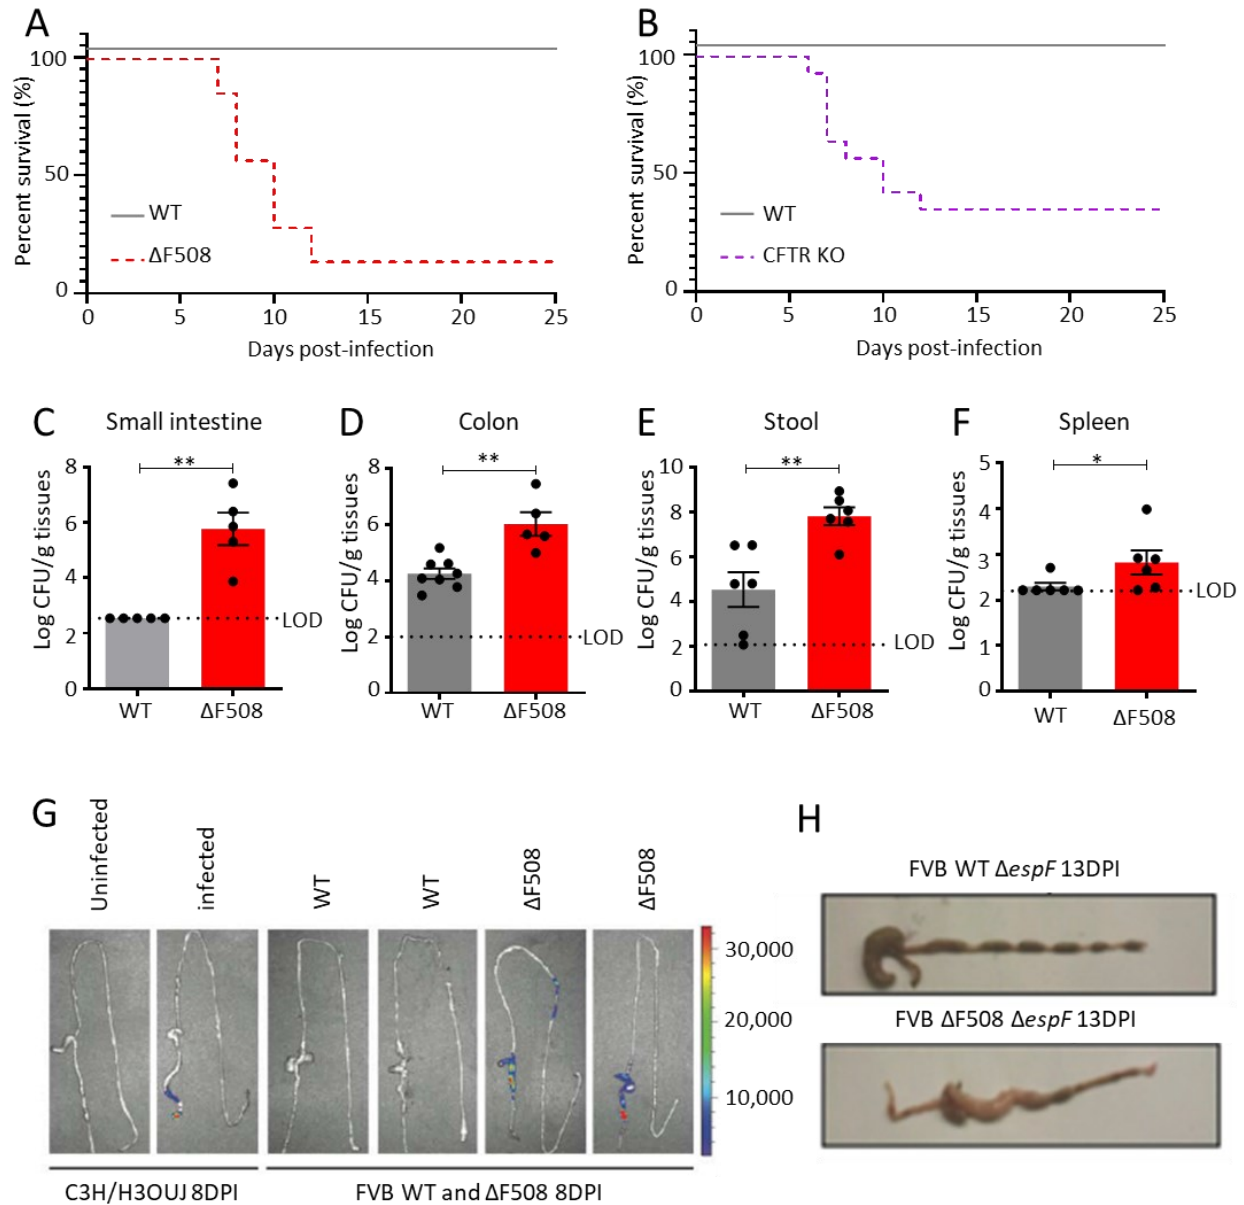 A
Percent survival (%)
100
50
0
WT
ΔF508
0 5 10 15 20 25
Days post-infection
B
Percent survival (%)
100
50
0
WT
CFTR KO
0 5 10 15 20 25
Days post-infection
C
Small intestine
Log CFU/g tissues
8
6
4
2
0
**
LOD
WT ΔF508
D
Colon
Log CFU/g tissues
8
6
4
2
0
**
LOD
WT ΔF508
E
Stool
Log CFU/g tissues
10
8
6
4
2
0
**
LOD
WT ΔF508
F
Spleen
Log CFU/g tissues
5
4
3
2
1
0
*
LOD
WT ΔF508
G
Uninfected
infected
WT
WT
ΔF508
ΔF508
30,000
20,000
10,000
C3H/H3OUJ 8DPI
FVB WT and ΔF508 8DPI
H
FVB WT ΔespF 13DPI
FVB ΔF508 ΔespF 13DPI